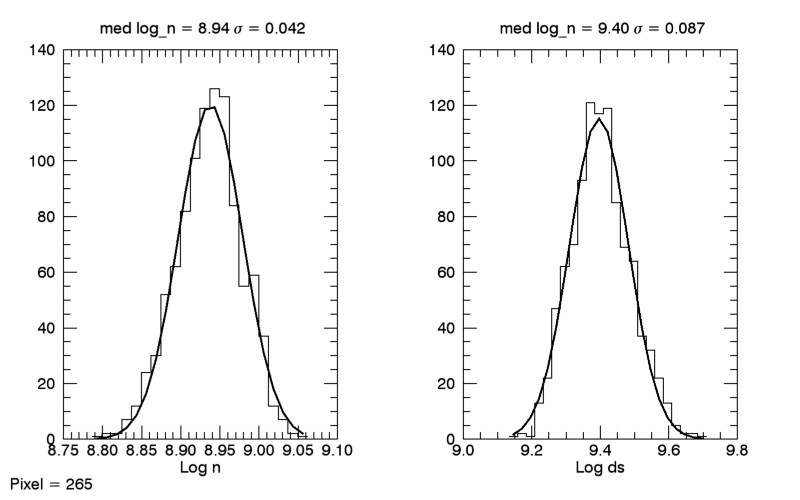 med log_n = 8.94 σ = 0.042
140
120
100
80
60
40
20
0
8.75 8.80 8.85 8.90 8.95 9.00 9.05 9.10
Log n
med log_n = 9.40 σ = 0.087
140
120
100
80
60
40
20
0
9.0 9.2 9.4 9.6 9.8
Log ds
Pixel = 265